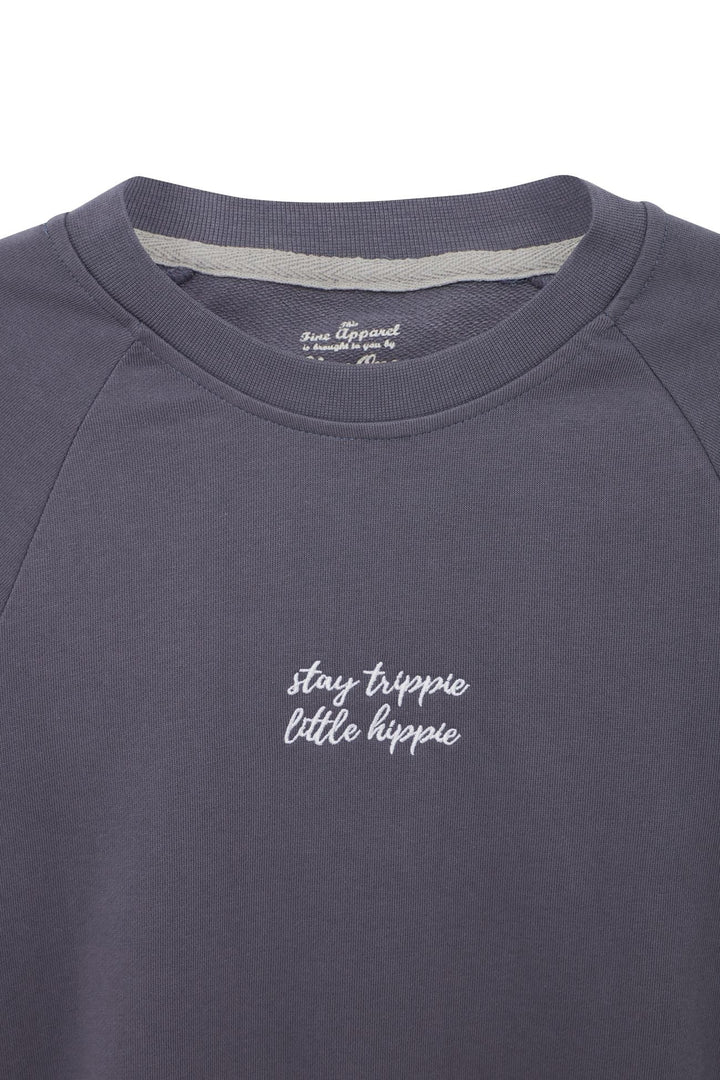 This
Fine Apparel
is brought to you by
stay trippie
little hippie